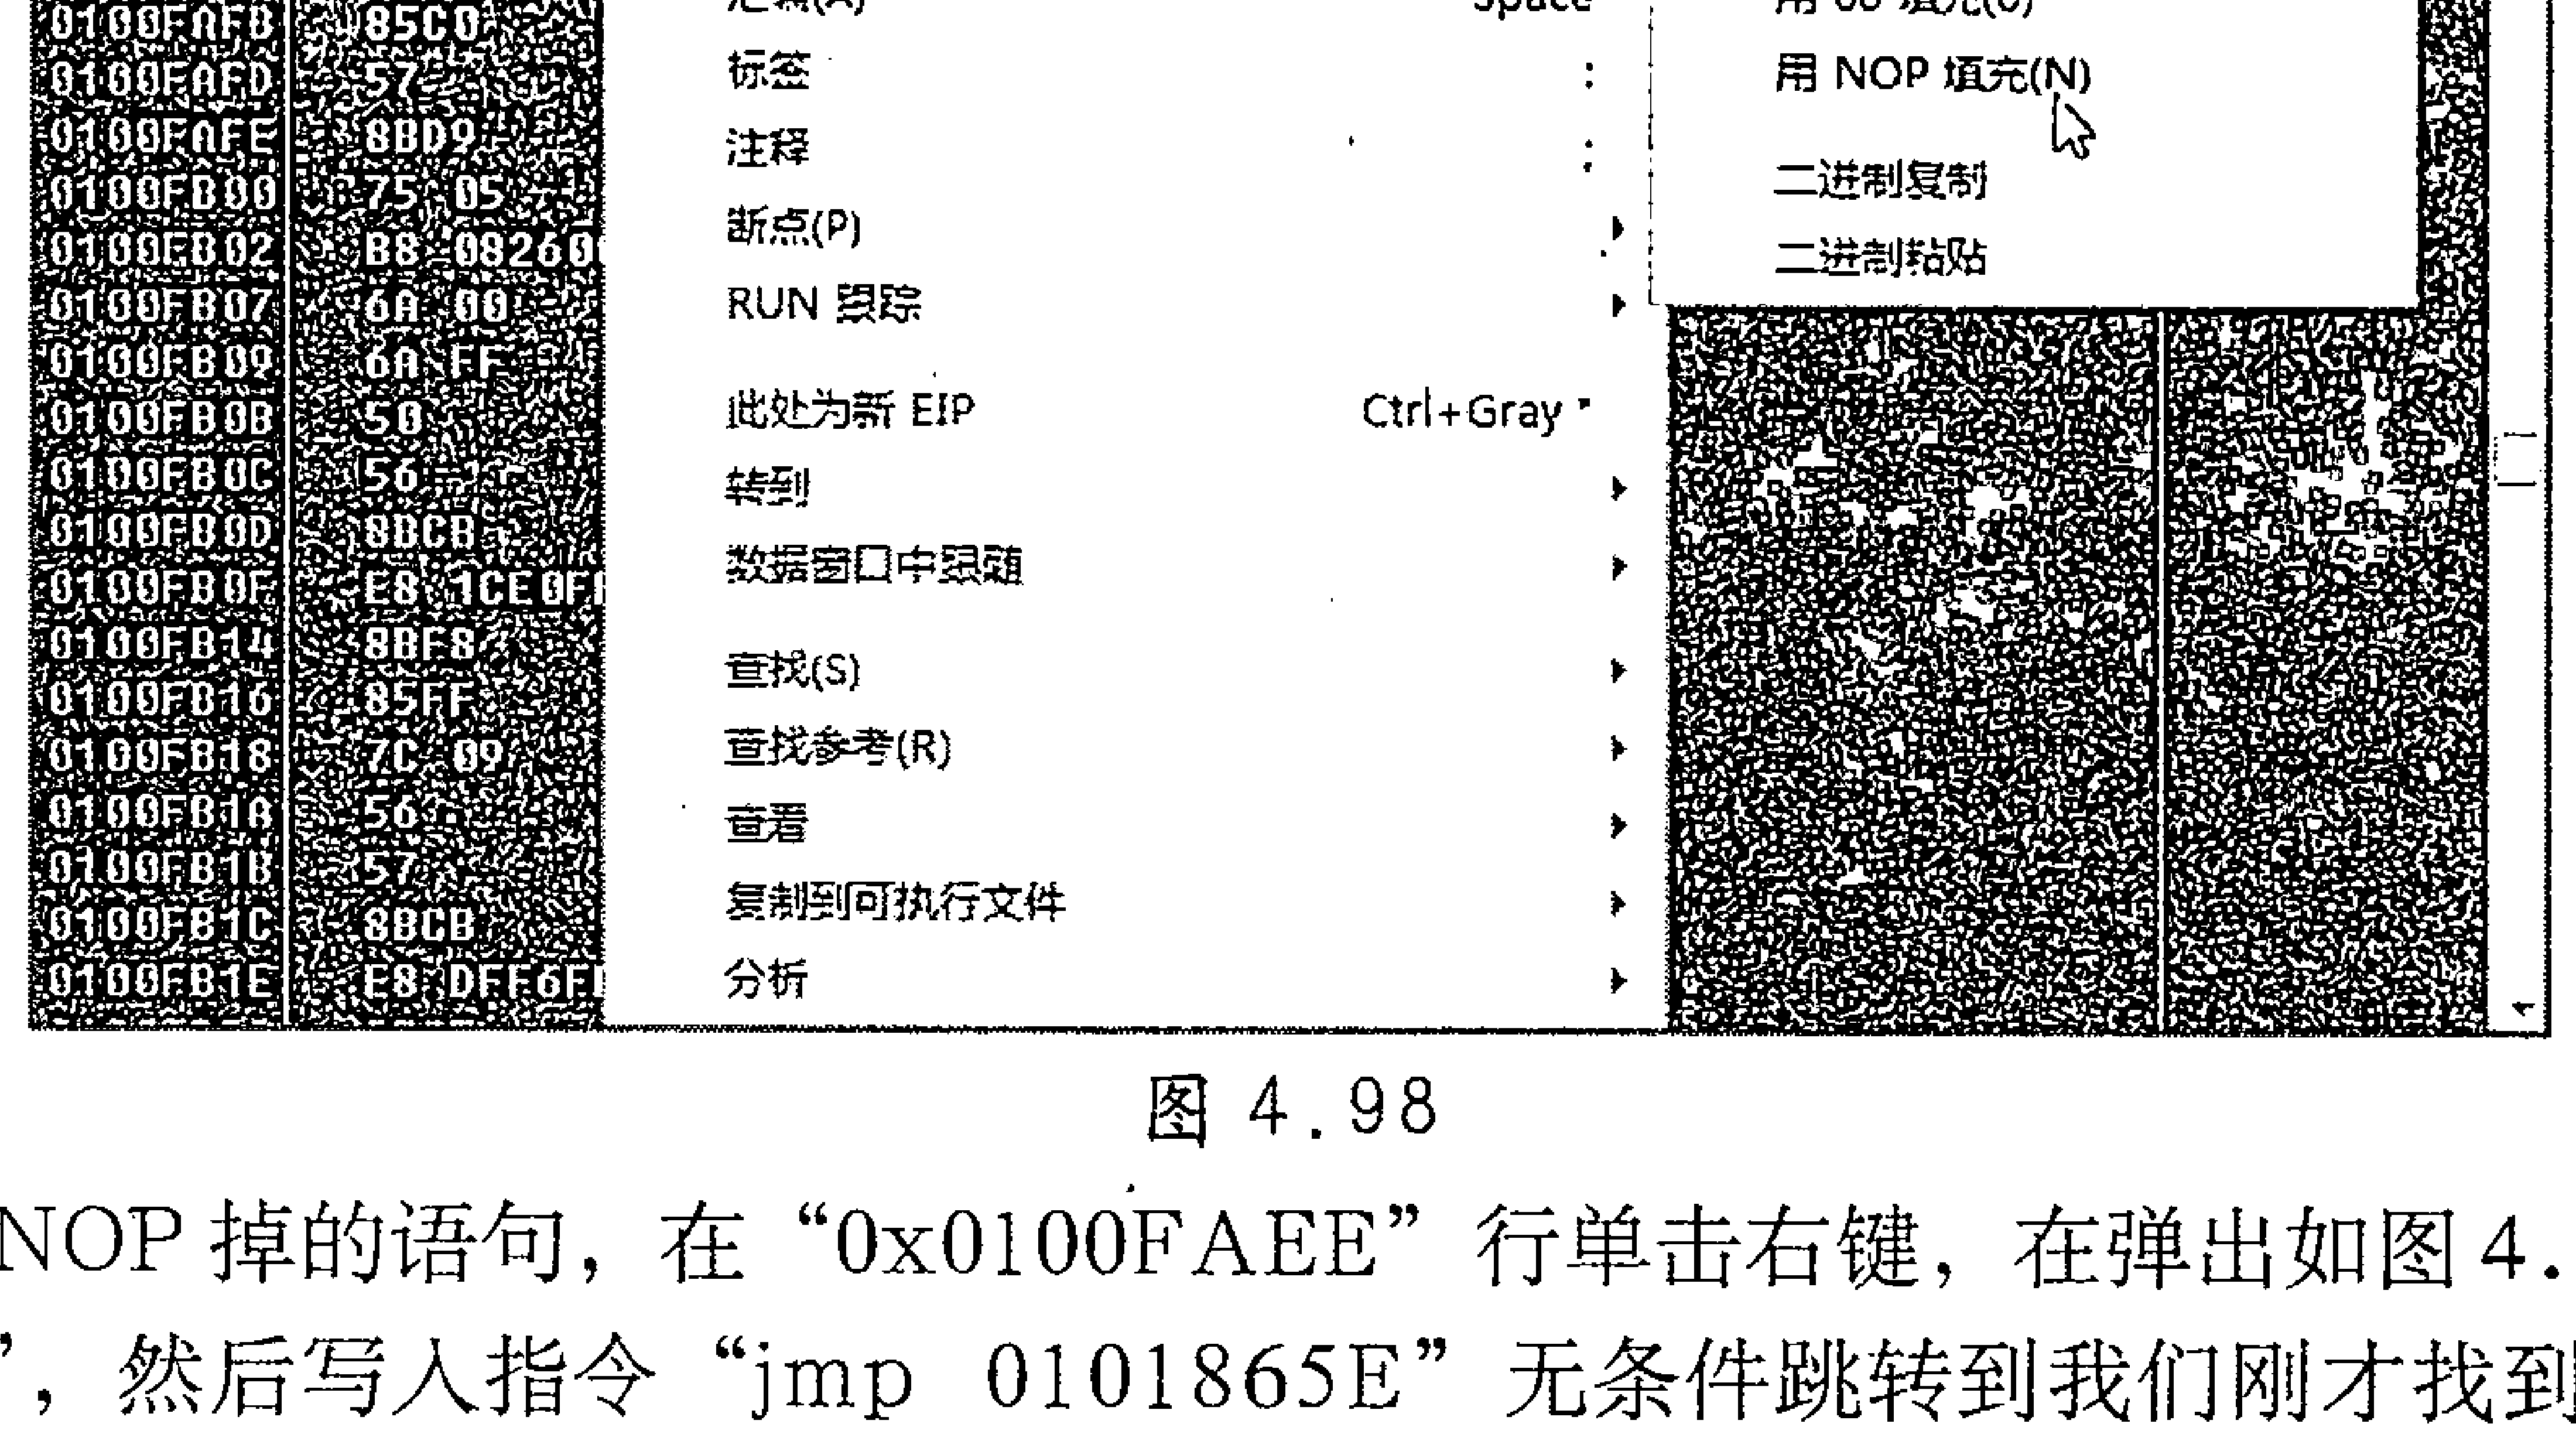 0100FAFB 85C0 Space
0100FAFD 57 标签 : 用 NOP 填充(N)
0100FAFE 8BD9 注释 ;
0100FB00 75 05 二进制复制
0100FB02 B8 082600 断点(P)
二进制粘贴
0100FB07 6A 00 RUN 跟踪
0100FB09 6A FF
0100FB0B 50 此处为新 EIP Ctrl+Gray *
0100FB0C 56 转到
0100FB0D 8BCB
0100FB0F E8 1CE0F 数据窗口中跟随
0100FB14 8BF8
0100FB16 85FF 查找(S)
0100FB18 7C 09 查找参考(R)
0100FB1A 56 查看
0100FB1B 57
0100FB1C 8BCB 复制到可执行文件
0100FB1E E8 DFF6F 分析
图 4.98
NOP 掉的语句，在“0x0100FAEE”行单击右键，在弹出如图 4.
”，然后写入指令“jmp 0101865E”无条件跳转到我们刚才找到